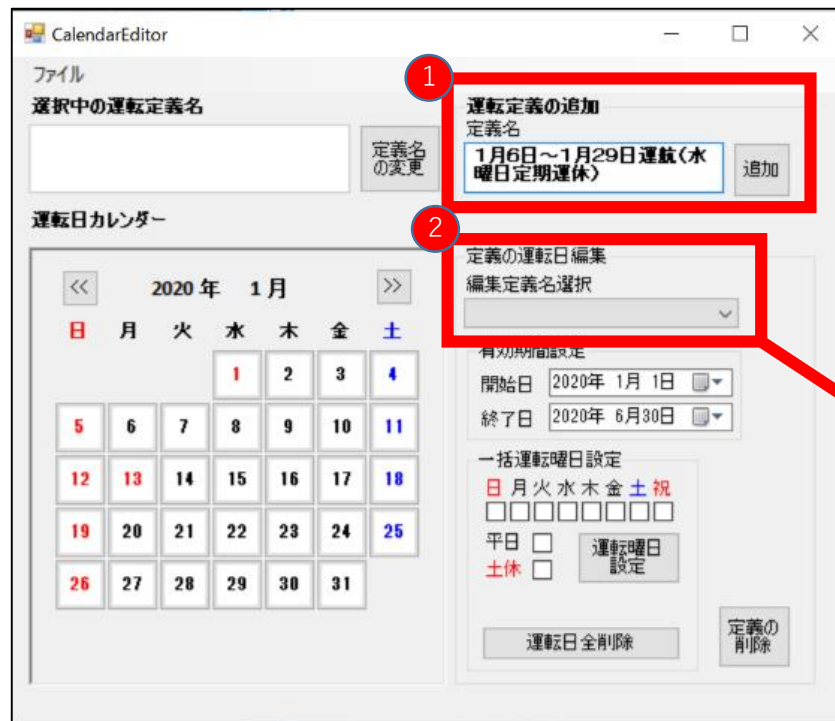 CalendarEditor
ファイル
選択中の運転定義名
定義名
の変更
1
運転定義の追加
定義名
1月6日～1月29日運航(水
曜日定期運休)
追加
運転日カレンダー
<< 2020 年 1 月 >>
日 月 火 水 木 金 土
1 2 3 4
5 6 7 8 9 10 11
12 13 14 15 16 17 18
19 20 21 22 23 24 25
26 27 28 29 30 31
2
定義の運転日編集
編集定義名選択
有効期間設定
開始日 2020年 1月 1日
終了日 2020年 6月30日
一括運転曜日設定
日 月 火 水 木 金 土 祝
平日
土休
運転曜日
設定
運転日全削除
定義の
削除